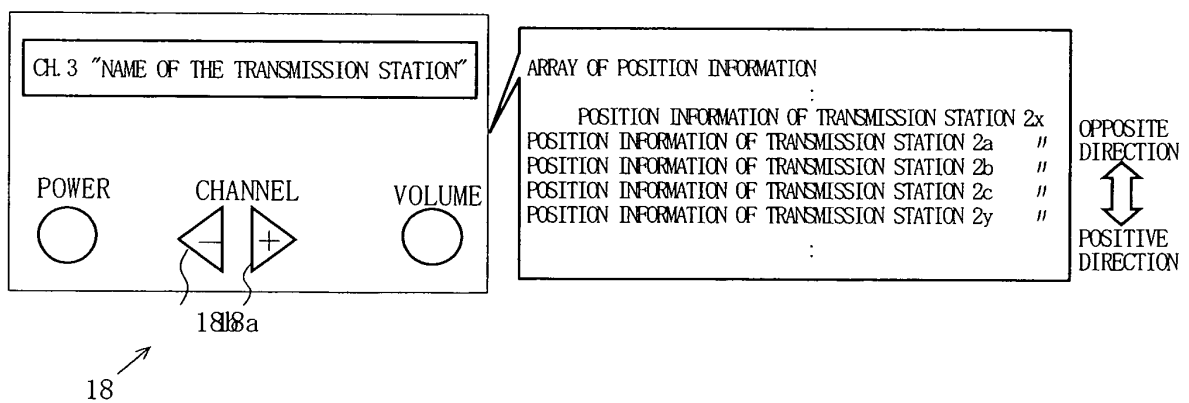 CH.3 "NAME OF THE TRANSMISSION STATION"
POWER
CHANNEL
VOLUME
−
+
18b
18a
18
ARRAY OF POSITION INFORMATION
:
POSITION INFORMATION OF TRANSMISSION STATION 2x
POSITION INFORMATION OF TRANSMISSION STATION 2a 〃
POSITION INFORMATION OF TRANSMISSION STATION 2b 〃
POSITION INFORMATION OF TRANSMISSION STATION 2c 〃
POSITION INFORMATION OF TRANSMISSION STATION 2y 〃
:
OPPOSITE
DIRECTION
POSITIVE
DIRECTION